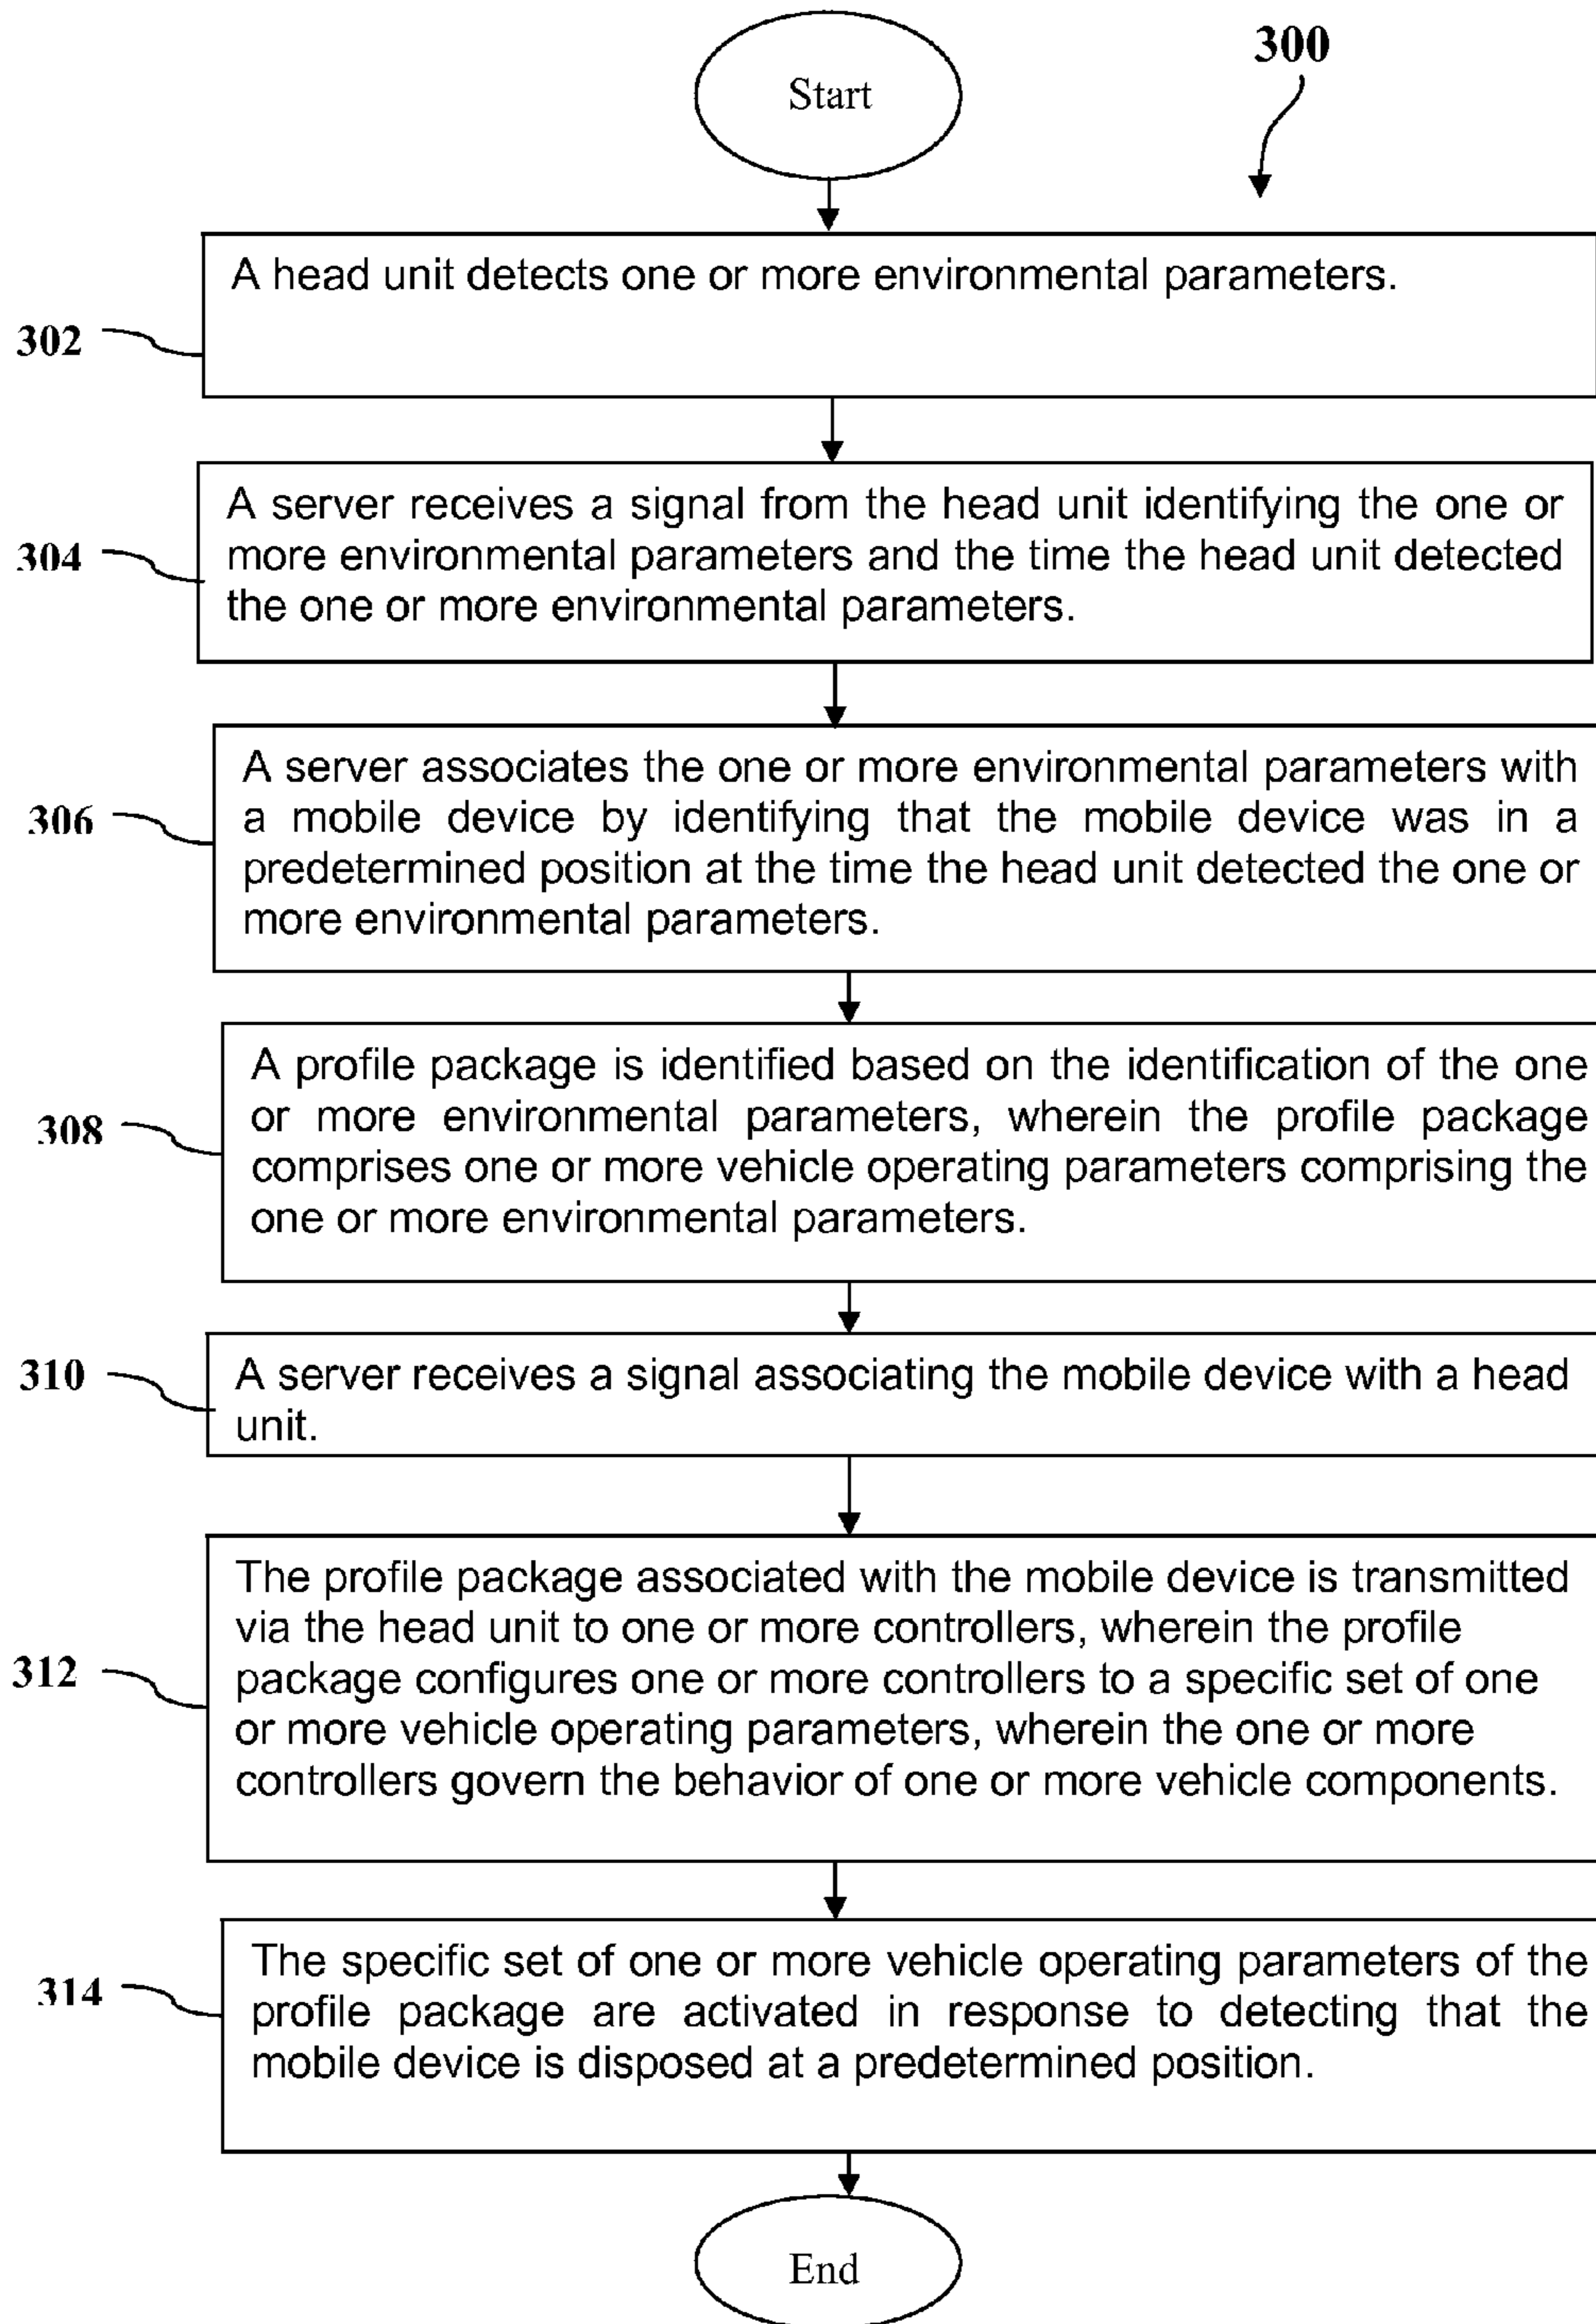 300
Start
A head unit detects one or more environmental parameters.
302
A server receives a signal from the head unit identifying the one or
more environmental parameters and the time the head unit detected
the one or more environmental parameters.
304
A server associates the one or more environmental parameters with
a mobile device by identifying that the mobile device was in a
predetermined position at the time the head unit detected the one or
more environmental parameters.
306
A profile package is identified based on the identification of the one
or more environmental parameters, wherein the profile package
comprises one or more vehicle operating parameters comprising the
one or more environmental parameters.
308
A server receives a signal associating the mobile device with a head
unit.
310
The profile package associated with the mobile device is transmitted
via the head unit to one or more controllers, wherein the profile
package configures one or more controllers to a specific set of one
or more vehicle operating parameters, wherein the one or more
controllers govern the behavior of one or more vehicle components.
312
The specific set of one or more vehicle operating parameters of the
profile package are activated in response to detecting that the
mobile device is disposed at a predetermined position.
314
End